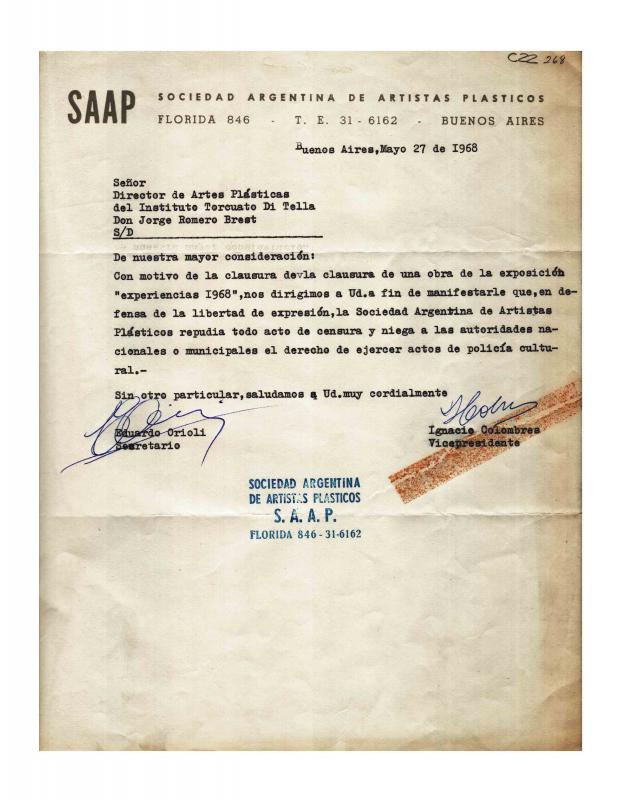 C22 268
SAAP SOCIEDAD ARGENTINA DE ARTISTAS PLASTICOS
FLORIDA 846 - T. E. 31-6162 - BUENOS AIRES
Buenos Aires,Mayo 27 de I968
Señor
Director de Artes Plásticas
del Instituto Torcuato Di Tella
Don Jorge Romero Brest
S/D
De nuestra mayor consideración:
Con motivo de la clausura devla clausura de una obra de la exposición
"experiencias I968",nos dirigimos a Ud.a fin de manifestarle que,en de-
fensa de la libertad de expresión,la Sociedad Argentina de Artistas
Plásticos repudia todo acto de censura y niega a las autoridades na-
cionales o municipales el derecho de ejercer actos de policía cultu-
ral.-
Sin otro particular,saludamos a Ud.muy cordialmente
Eduardo Orioli
Secretario
Ignacio Colombres
Vicepresidente
SOCIEDAD ARGENTINA
DE ARTISTAS PLASTICOS
S. A. A. P.
FLORIDA 846 - 31-6162